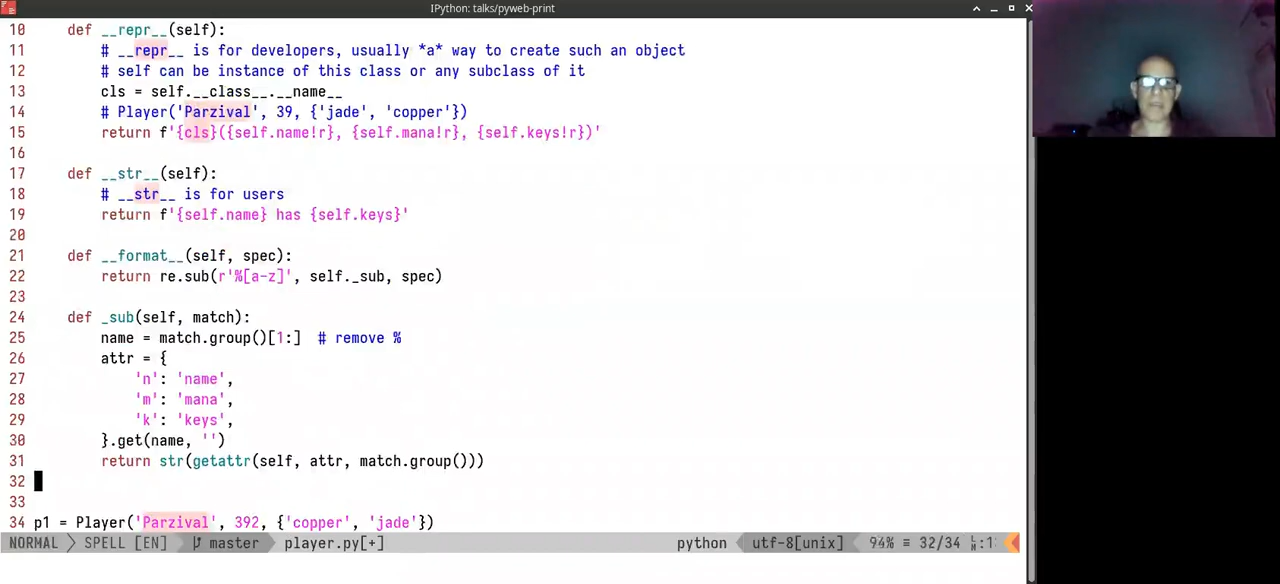 IPython: talks/pyweb-print
10 def __repr__(self):
11 # __repr__ is for developers, usually *a* way to create such an object
12 # self can be instance of this class or any subclass of it
13 cls = self.__class__.__name__
14 # Player('Parzival', 39, {'jade', 'copper'})
15 return f'{cls}({self.name!r}, {self.mana!r}, {self.keys!r})'
16
17 def __str__(self):
18 # __str__ is for users
19 return f'{self.name} has {self.keys}'
20
21 def __format__(self, spec):
22 return re.sub(r'%[a-z]', self._sub, spec)
23
24 def _sub(self, match):
25 name = match.group()[1:]  # remove %
26 attr = {
27 'n': 'name',
28 'm': 'mana',
29 'k': 'keys',
30 }.get(name, '')
31 return str(getattr(self, attr, match.group()))
32
33
34 p1 = Player('Parzival', 392, {'copper', 'jade'})
NORMAL SPELL [EN] master player.py[+] python utf-8[unix] 94% ≡ 32/34 :1